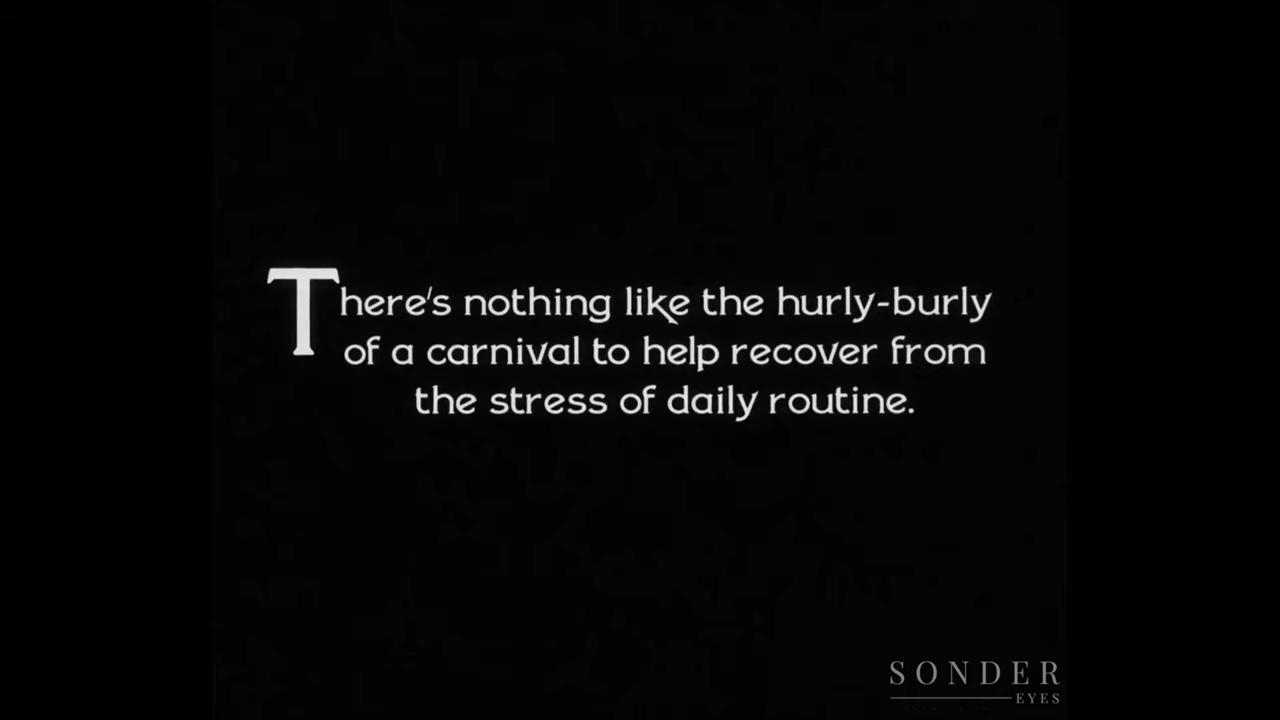 There's nothing like the hurly-burly
of a carnival to help recover from
the stress of daily routine.
SONDER
EYES